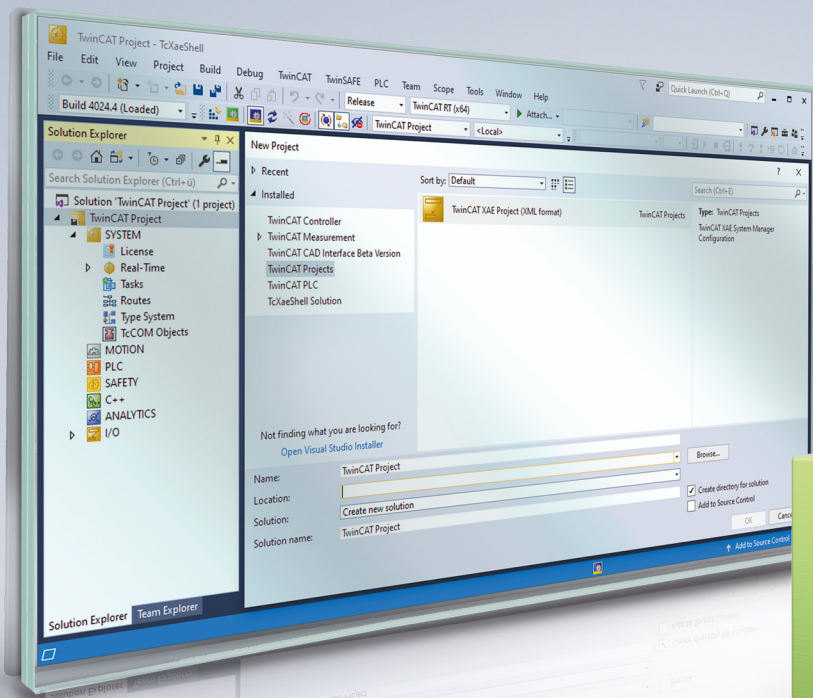 TwinCAT Project - TcXaeShell
File Edit View Project Build Debug TwinCAT TwinSAFE PLC Team Scope Tools Window Help
Quick Launch (Ctrl+Q)
Release
TwinCAT RT (x64)
Attach...
Build 4024.4 (Loaded)
TwinCAT Project
<Local>
Solution Explorer
Search Solution Explorer (Ctrl+ü)
Solution 'TwinCAT Project' (1 project)
TwinCAT Project
SYSTEM
License
Real-Time
Tasks
Routes
Type System
TcCOM Objects
MOTION
PLC
SAFETY
C++
ANALYTICS
I/O
Solution Explorer
Team Explorer
New Project
? X
Recent
Installed
TwinCAT Controller
TwinCAT Measurement
TwinCAT CAD Interface Beta Version
TwinCAT Projects
TwinCAT PLC
TcXaeShell Solution
Not finding what you are looking for?
Open Visual Studio Installer
Sort by: Default
TwinCAT XAE Project (XML format)
TwinCAT Projects
Search (Ctrl+E)
Type: TwinCAT Projects
TwinCAT XAE System Manager
Configuration
Name:
TwinCAT Project
Location:
Browse...
Solution:
Create new solution
Solution name:
TwinCAT Project
Create directory for solution
Add to Source Control
OK
Cance
Add to Source Control